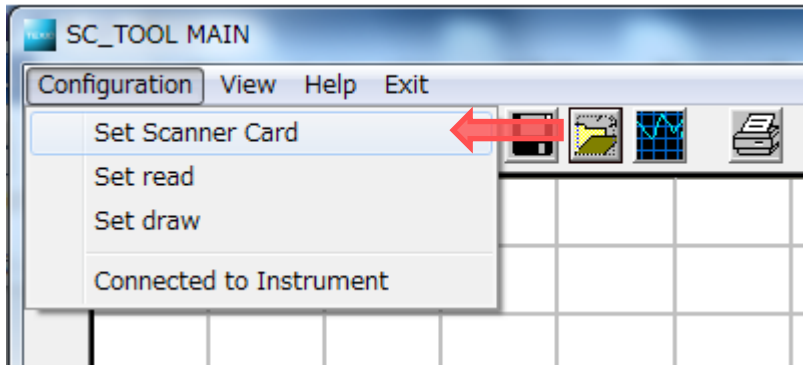 SC_TOOL MAIN
Configuration View Help Exit
Set Scanner Card
Set read
Set draw
Connected to Instrument